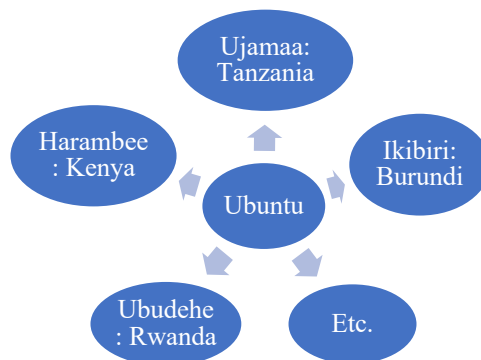 Ujamaa:
Tanzania
Harambee
: Kenya
Ikibiri:
Burundi
Ubuntu
Ubudehe
: Rwanda
Etc.